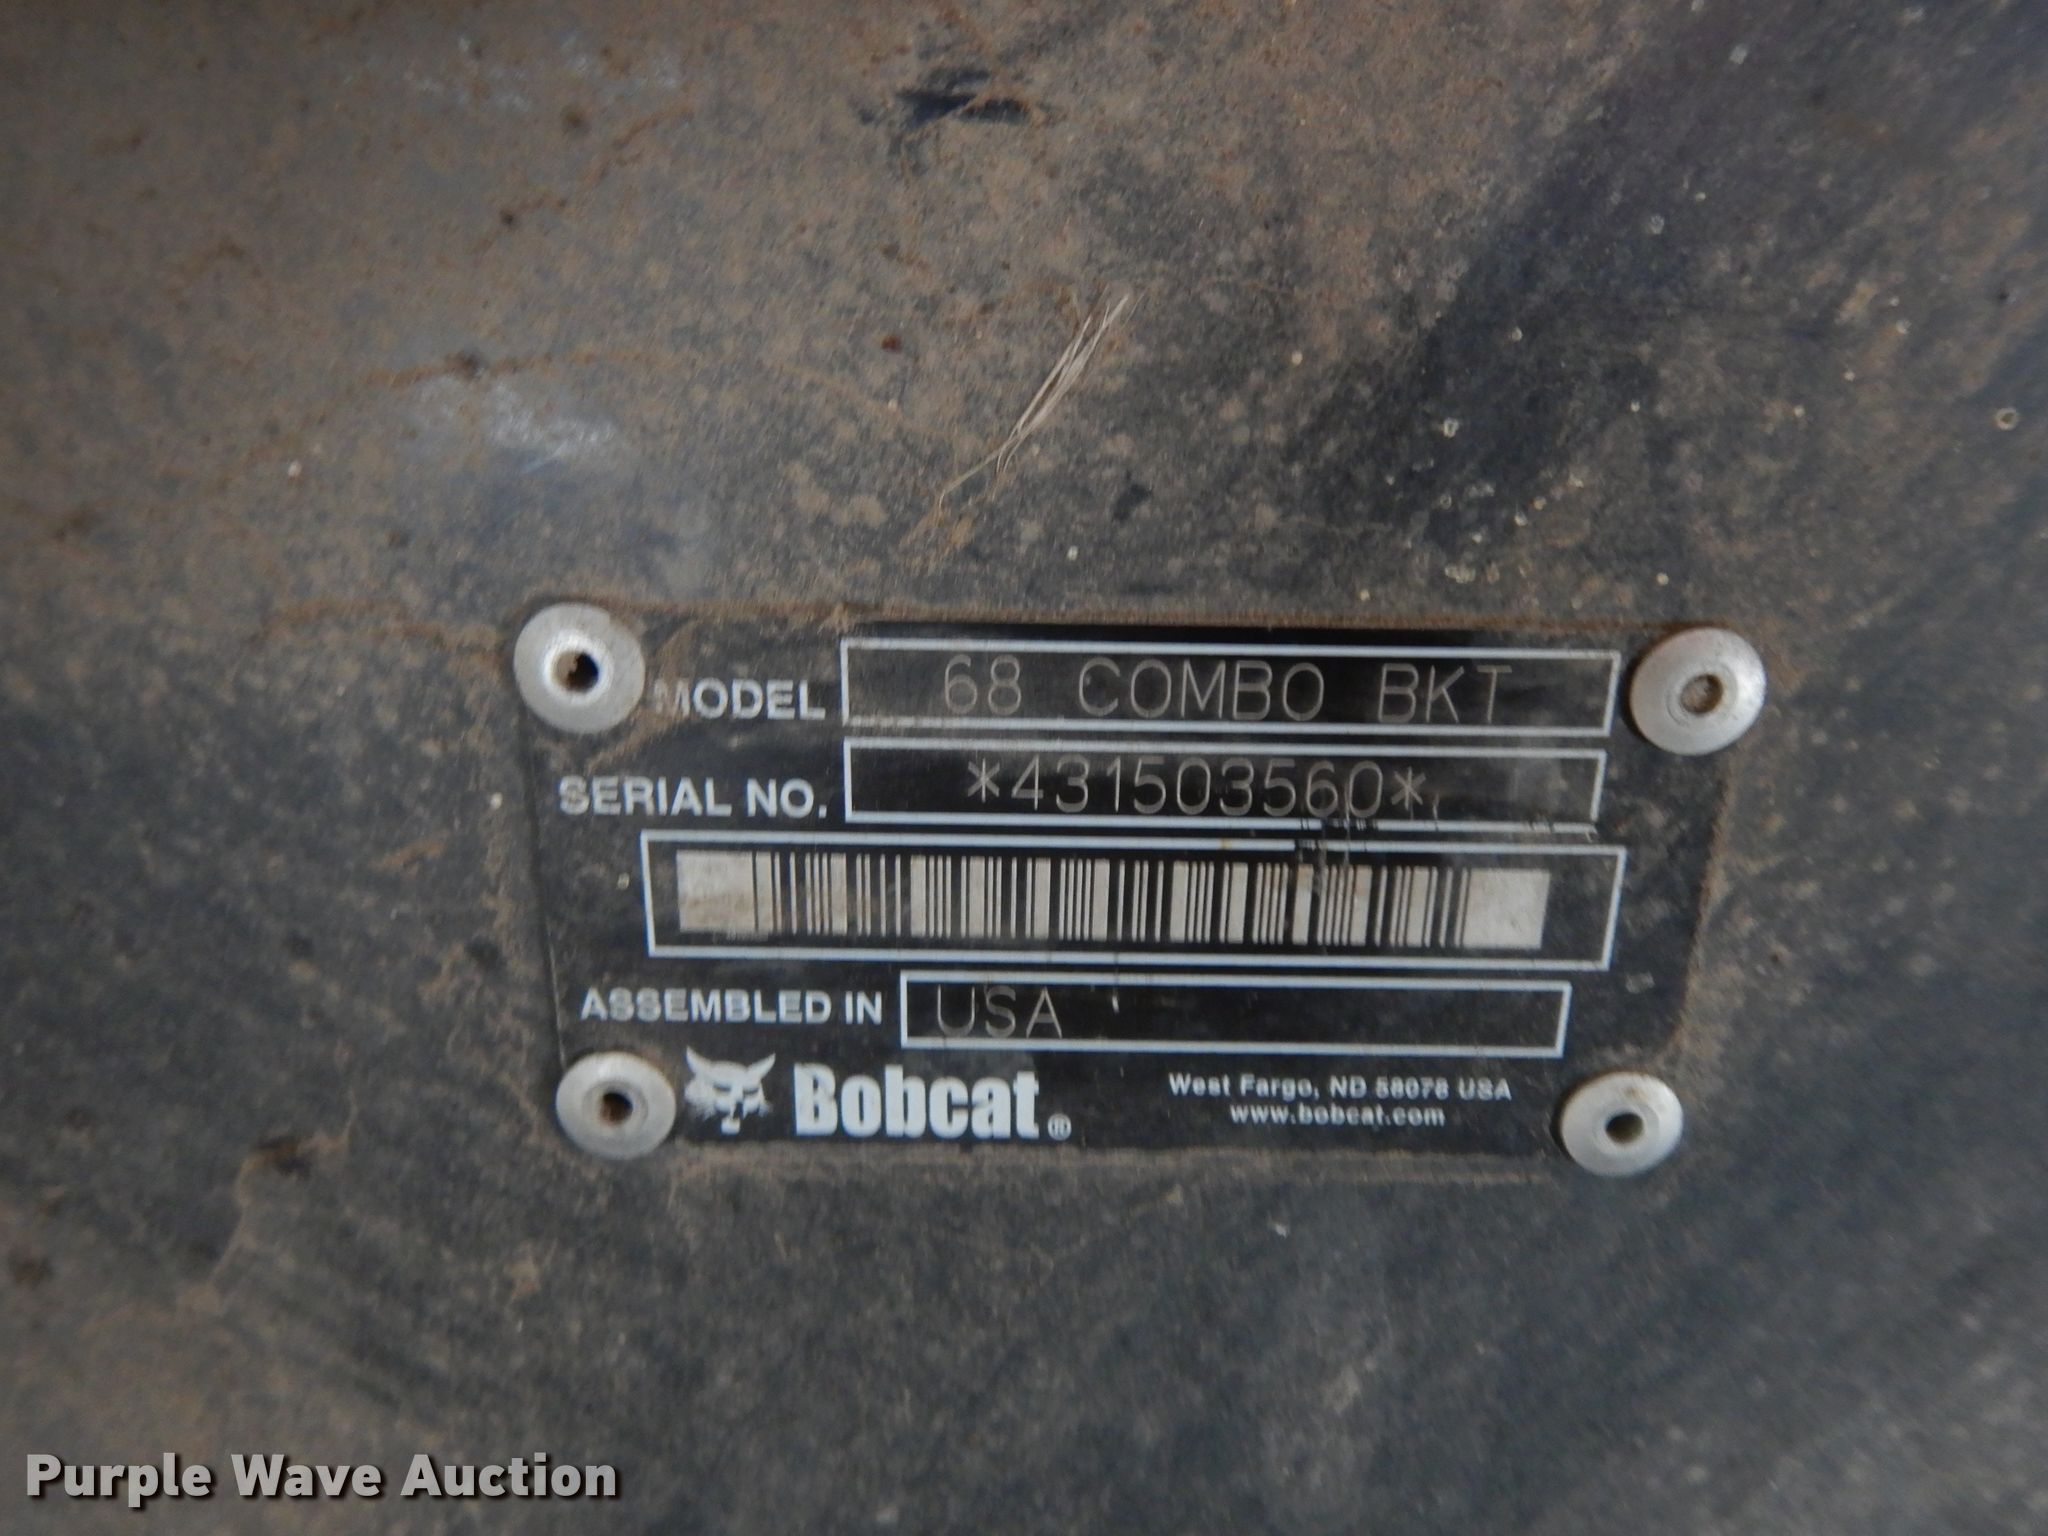 MODEL 68 COMBO BKT
SERIAL NO. *431503560*
ASSEMBLED IN USA
Bobcat®
West Fargo, ND 58078 USA
www.bobcat.com
Purple Wave Auction